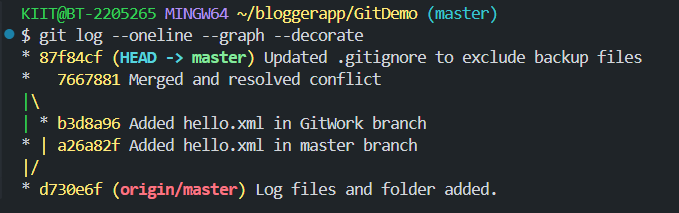 KIIT@BT-2205265 MINGW64 ~/bloggerapp/GitDemo (master)
$ git log --oneline --graph --decorate
* 87f84cf (HEAD -> master) Updated .gitignore to exclude backup files
*   7667881 Merged and resolved conflict
|\
| * b3d8a96 Added hello.xml in GitWork branch
* | a26a82f Added hello.xml in master branch
|/
* d730e6f (origin/master) Log files and folder added.